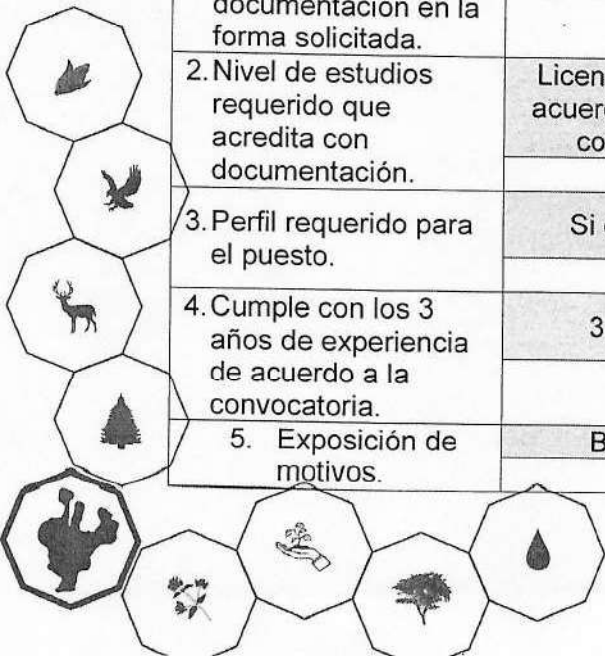 documentación en la
forma solicitada.
2. Nivel de estudios
requerido que
acredita con
documentación.
Licen
acuer
co
3. Perfil requerido para
el puesto.
Si
4. Cumple con los 3
años de experiencia
de acuerdo a la
convocatoria.
3
5. Exposición de
motivos.
B